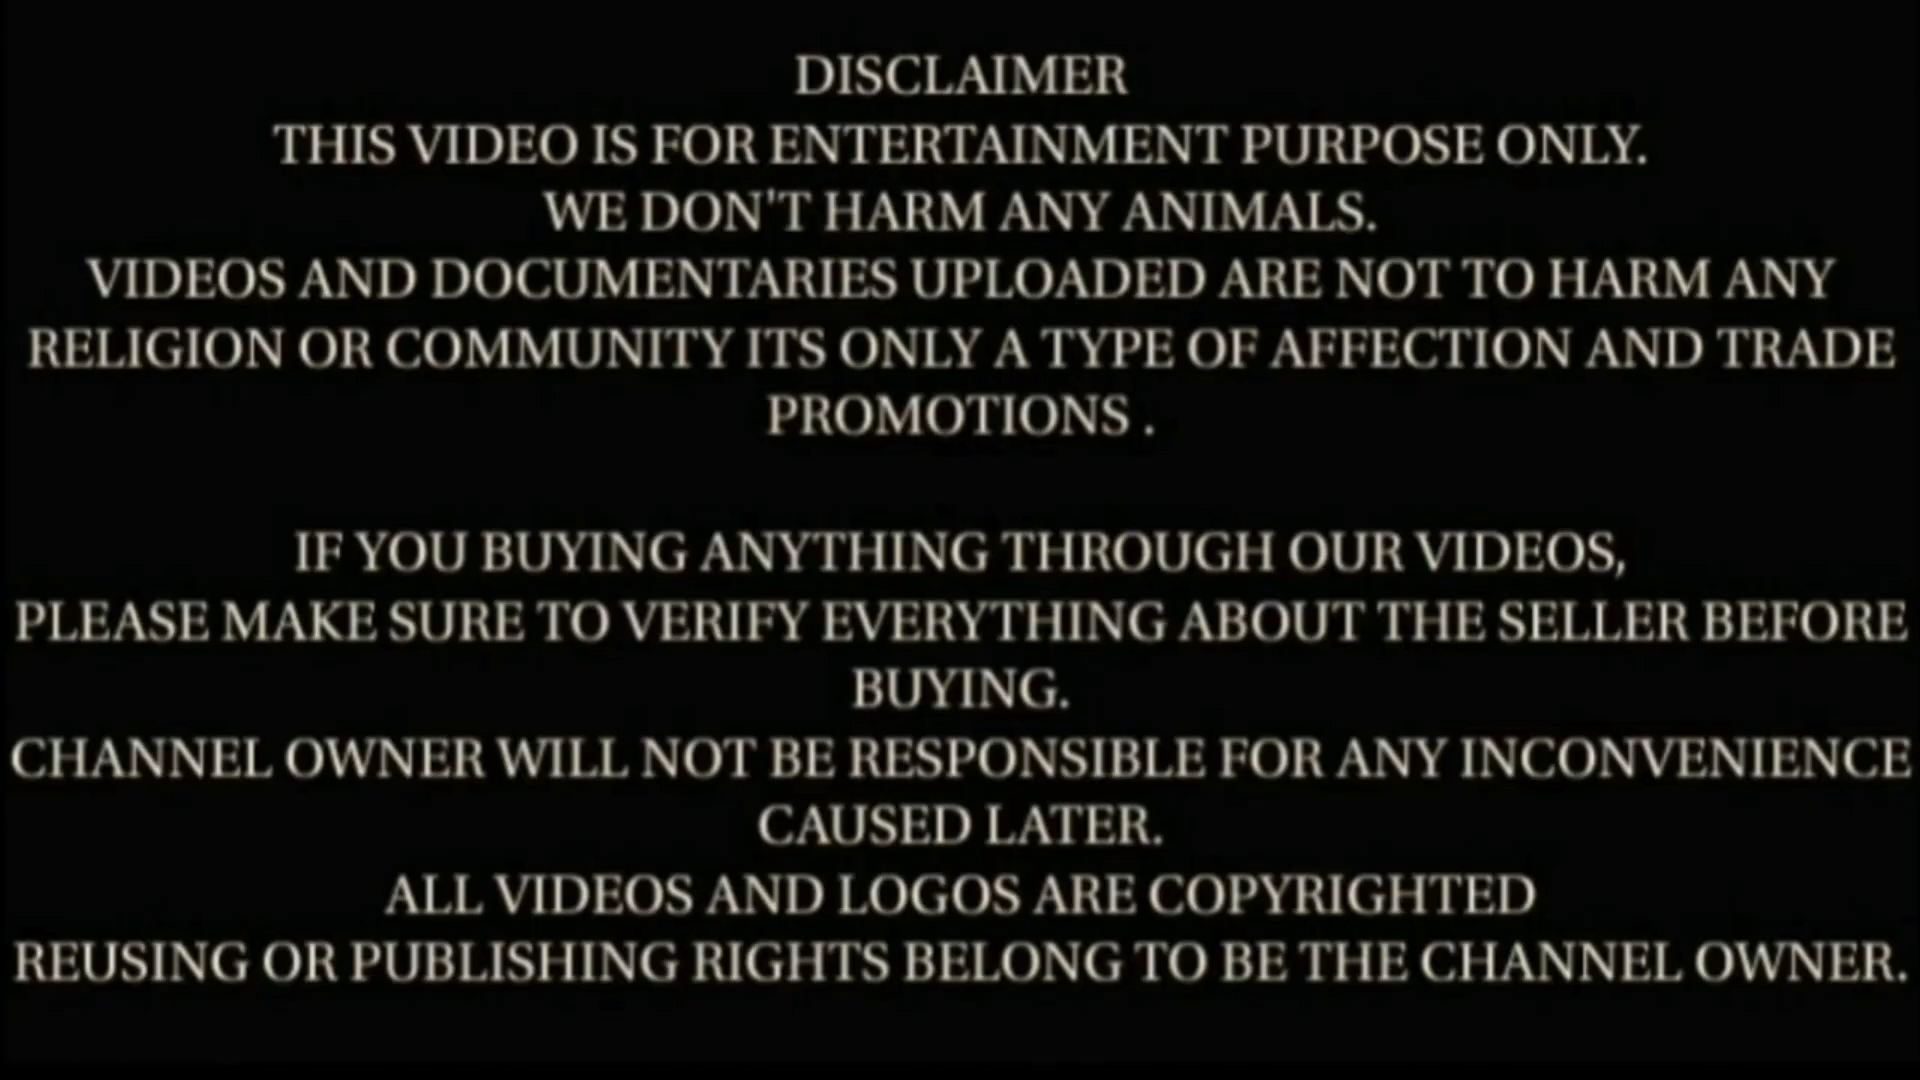 DISCLAIMER
THIS VIDEO IS FOR ENTERTAINMENT PURPOSE ONLY.
WE DON'T HARM ANY ANIMALS.
VIDEOS AND DOCUMENTARIES UPLOADED ARE NOT TO HARM ANY
RELIGION OR COMMUNITY ITS ONLY A TYPE OF AFFECTION AND TRADE
PROMOTIONS .
IF YOU BUYING ANYTHING THROUGH OUR VIDEOS,
PLEASE MAKE SURE TO VERIFY EVERYTHING ABOUT THE SELLER BEFORE
BUYING.
CHANNEL OWNER WILL NOT BE RESPONSIBLE FOR ANY INCONVENIENCE
CAUSED LATER.
ALL VIDEOS AND LOGOS ARE COPYRIGHTED
REUSING OR PUBLISHING RIGHTS BELONG TO BE THE CHANNEL OWNER.